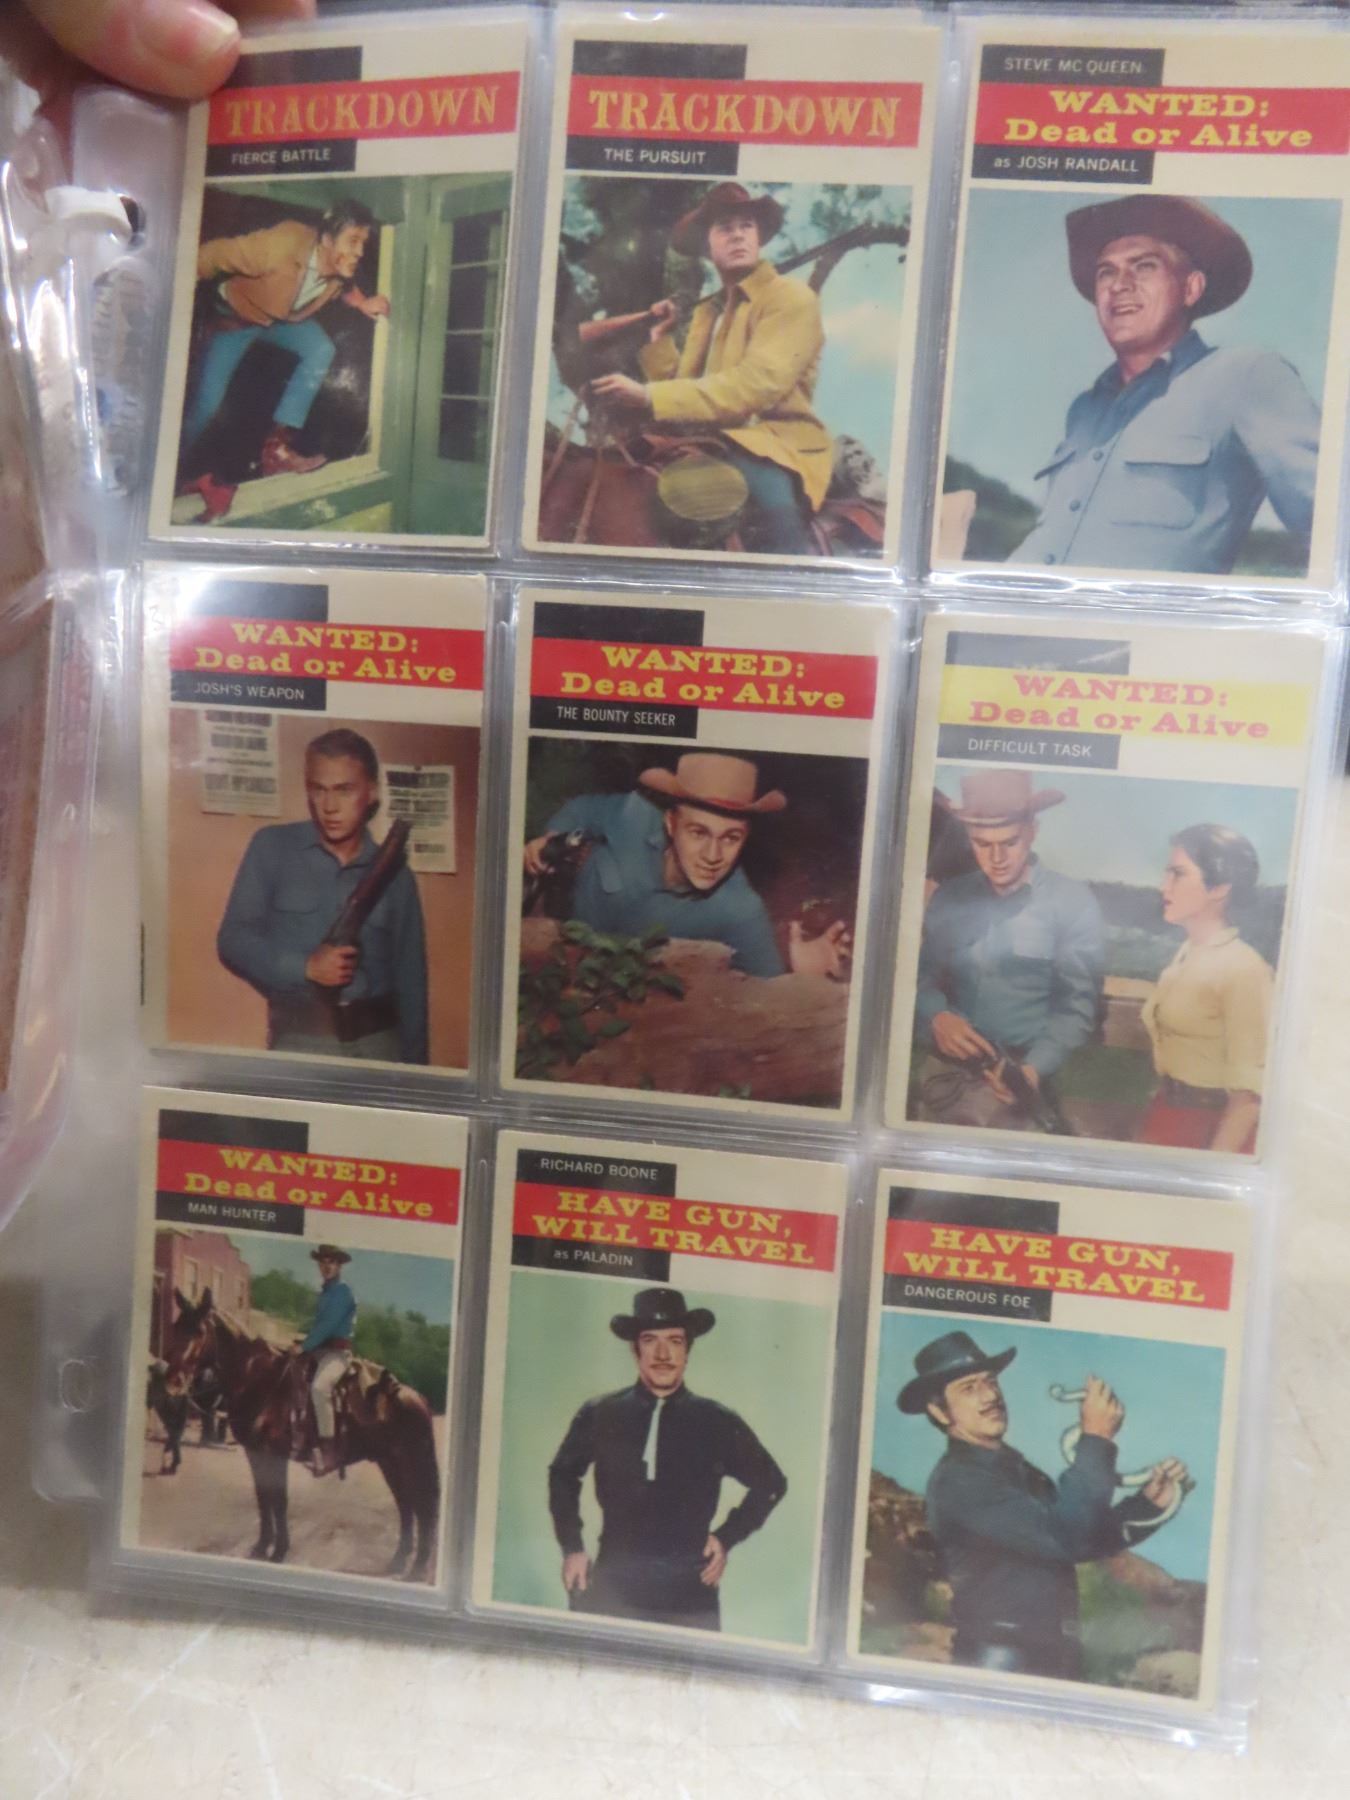 TRACKDOWN
FIERCE BATTLE
TRACKDOWN
THE PURSUIT
STEVE MC QUEEN
WANTED:
Dead or Alive
as JOSH RANDALL
WANTED:
Dead or Alive
JOSH'S WEAPON
WANTED:
Dead or Alive
THE BOUNTY SEEKER
WANTED:
Dead or Alive
DIFFICULT TASK
WANTED:
Dead or Alive
MAN HUNTER
RICHARD BOONE
HAVE GUN,
WILL TRAVEL
as PALADIN
HAVE GUN,
WILL TRAVEL
DANGEROUS FOE